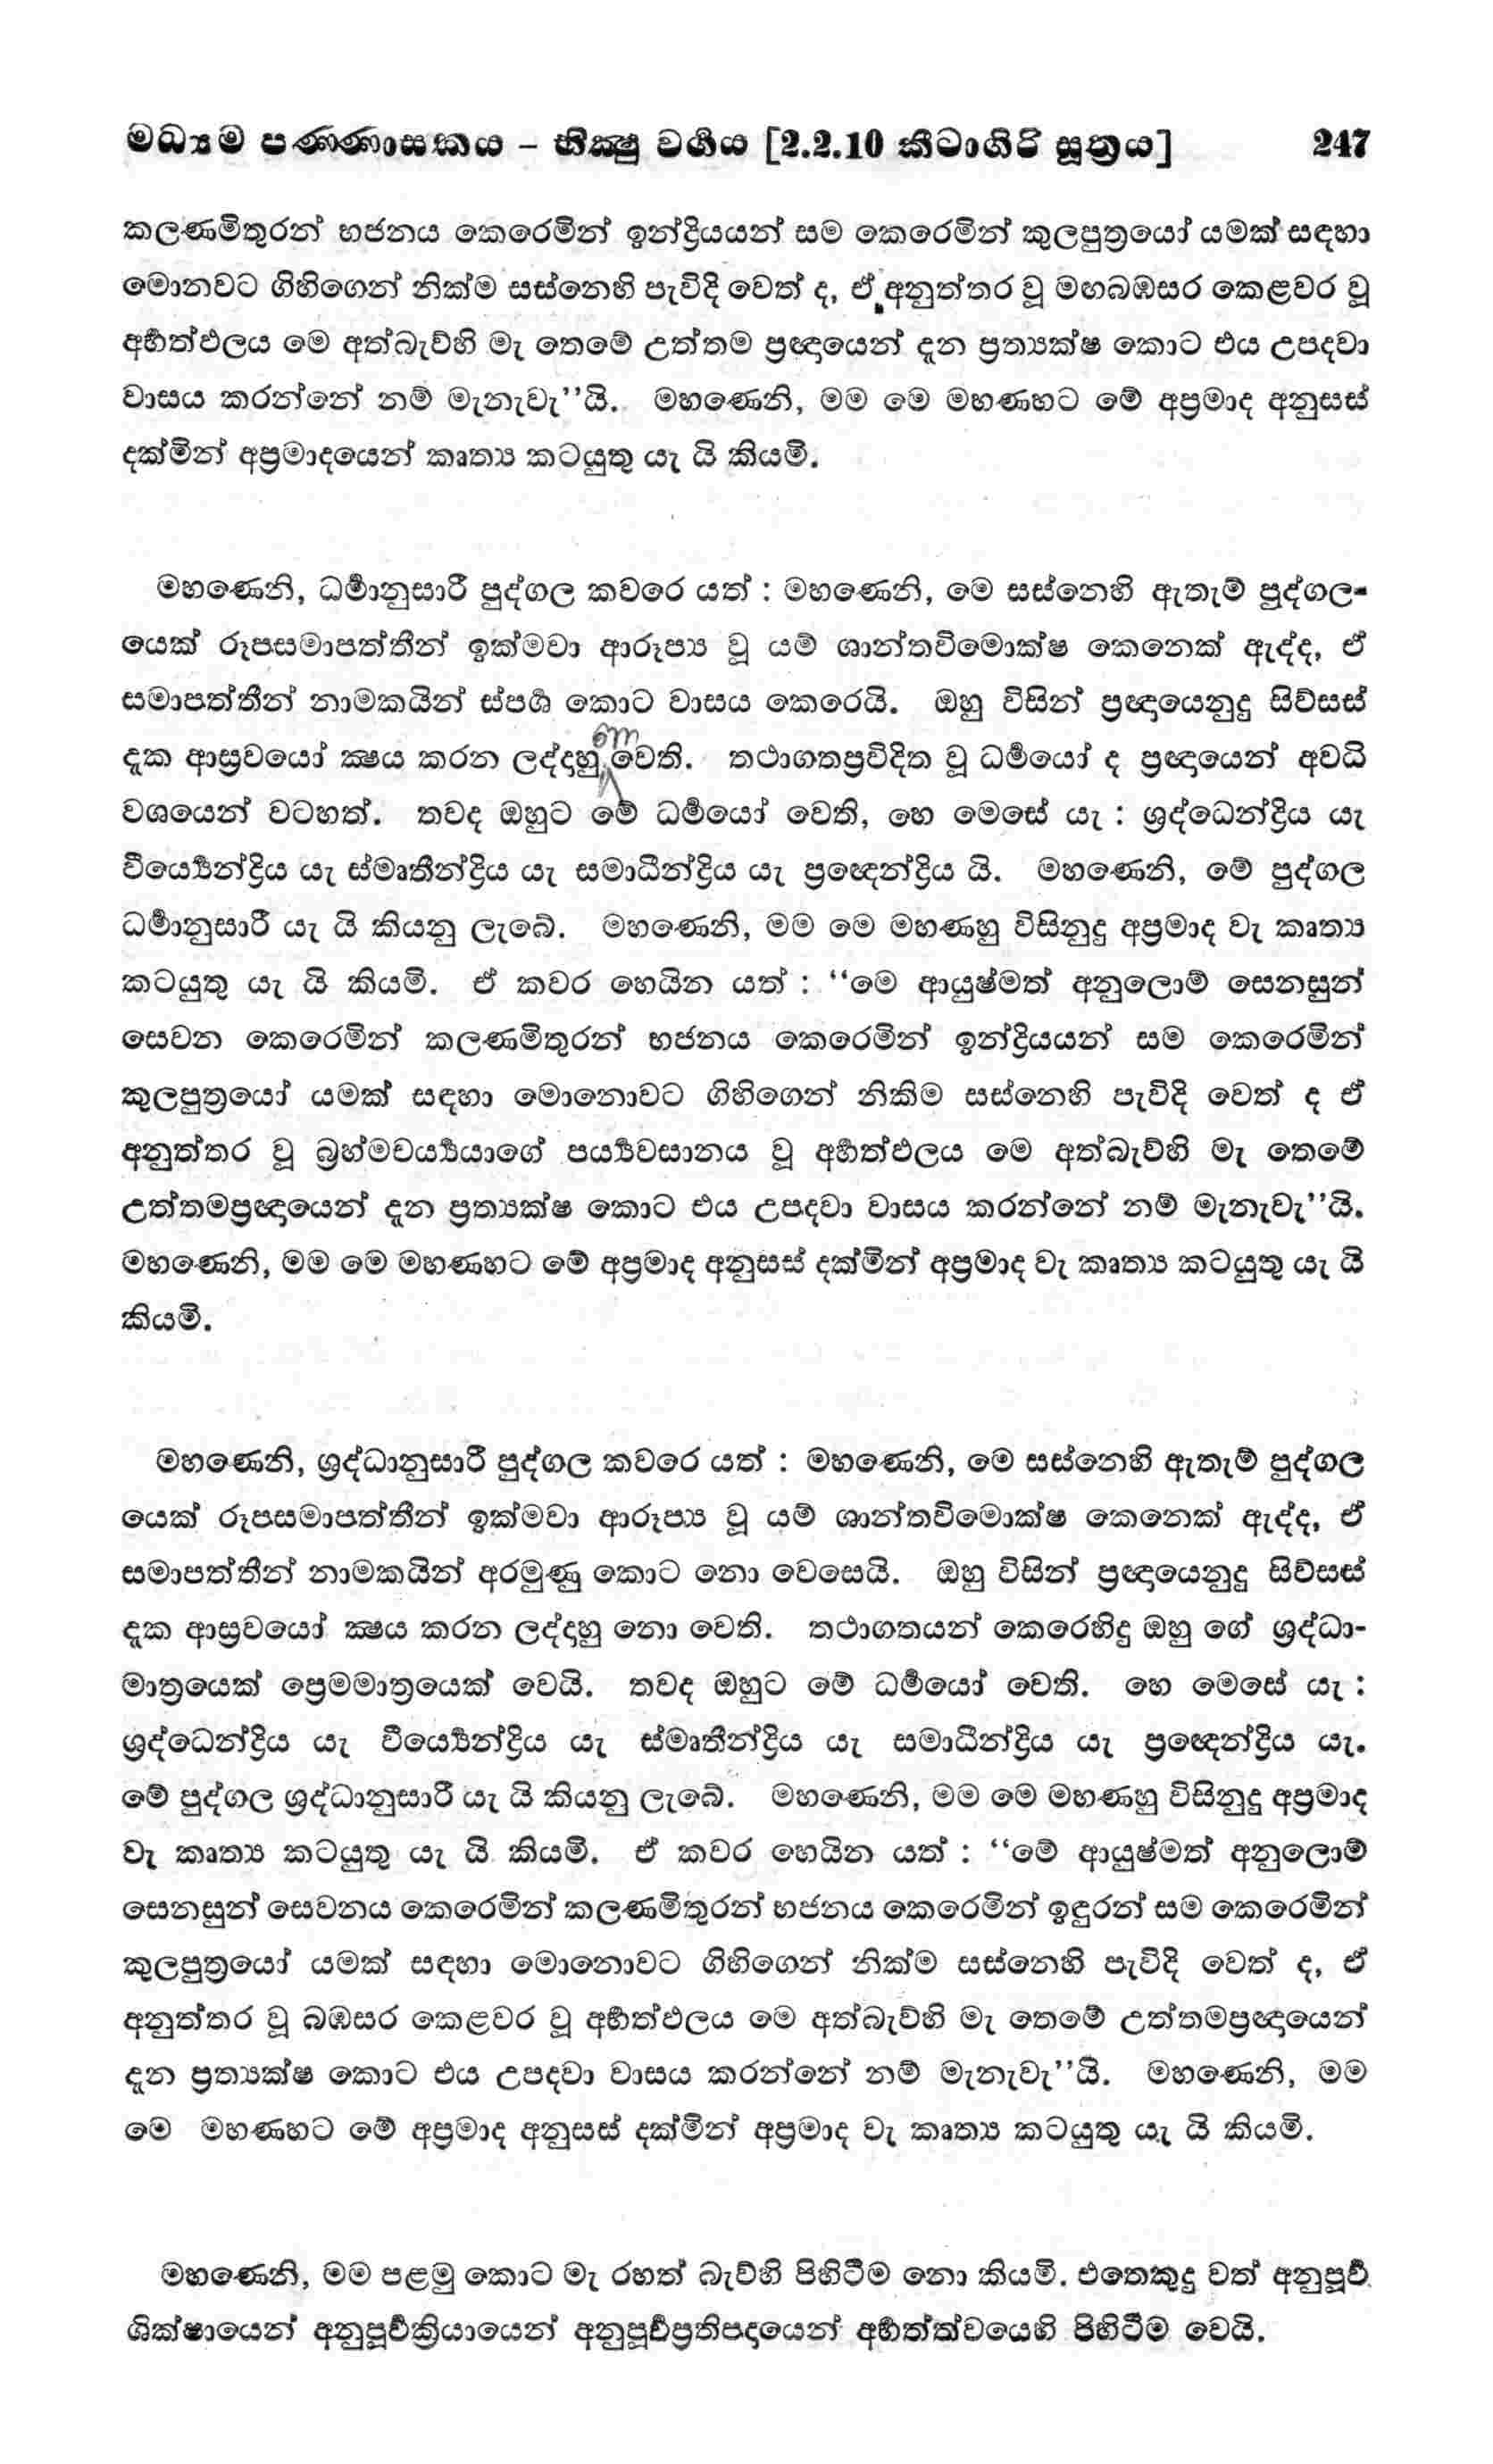 මධ්‍යම පණ්ණාසකය – භික්‍ෂු වර්‍ගය [2.2.10 කීටාගිරි සූත්‍රය] 247
කලණමිතුරන් භජනය කෙරෙමින් ඉන්ද්‍රියයන් සම කෙරෙමින් කුලපුත්‍රයෝ යමක් සඳහා
මොනවට ගිහිගෙන් නික්ම සස්නෙහි පැවිදි වෙත් ද, ඒ අනුත්තර වූ මඟබඹසර කෙළවර වූ
අර්‍හත්ඵලය මෙ අත්බැව්හි මැ තෙමේ උත්තම ප්‍රඥායෙන් දැන ප්‍රත්‍යක්ෂ කොට එය උපදවා
වාසය කරන්නේ නම් මැනැවැ’’යි. මහණෙනි, මම මෙ මහණහට මේ අප්‍රමාද අනුසස්
දක්මින් අප්‍රමාදයෙන් කෘත්‍ය කටයුතු යැ යි කියමි.
මහණෙනි, ධර්‍මානුසාරී පුද්ගල කවරෙ යත් : මහණෙනි, මෙ සස්නෙහි ඇතැම් පුද්ගල-
යෙක් රූපසමාපත්තීන් ඉක්මවා ආරූප්‍ය වූ යම් ශාන්තවිමොක්ෂ කෙනෙක් ඇද්ද, ඒ
සමාපත්තීන් නාමකයින් ස්පර්‍ශ කොට වාසය කෙරෙයි. ඔහු විසින් ප්‍රඥායෙනුදු සිව්සස්
දැක ආස්‍රවයෝ ක්‍ෂය කරන ලද්දාහු නො වෙති. තථාගතප්‍රවිදිත වූ ධර්‍මයෝ ද ප්‍රඥායෙන් අවධි
වශයෙන් වටහත්. තවද ඔහුට මේ ධර්‍මයෝ වෙති, හෙ මෙසේ යැ : ශ්‍රද්ධෙන්ද්‍රිය යැ
වීර්‍ය්‍යෙන්ද්‍රිය යැ ස්මෘතීන්ද්‍රිය යැ සමාධීන්ද්‍රිය යැ ප්‍රඥෙන්ද්‍රිය යි. මහණෙනි, මේ පුද්ගල
ධර්‍මානුසාරී යැ යි කියනු ලැබේ. මහණෙනි, මම මෙ මහණහු විසිනුදු අප්‍රමාද වැ කෘත්‍ය
කටයුතු යැ යි කියමි. ඒ කවර හෙයින යත් : ‘‘මෙ ආයුෂ්මත් අනුලොම් සෙනසුන්
සෙවන කෙරෙමින් කලණමිතුරන් භජනය කෙරෙමින් ඉන්ද්‍රියයන් සම කෙරෙමින්
කුලපුත්‍රයෝ යමක් සඳහා මොනොවට ගිහිගෙන් නිකිම සස්නෙහි පැවිදි වෙත් ද ඒ
අනුත්තර වූ බ්‍රහ්මචර්‍ය්‍යයාගේ පර්‍ය්‍යවසානය වූ අර්‍හත්ඵලය මෙ අත්බැව්හි මැ තෙමේ
උත්තමප්‍රඥායෙන් දැන ප්‍රත්‍යක්ෂ කොට එය උපදවා වාසය කරන්නේ නම් මැනැවැ’’යි.
මහණෙනි, මම මෙ මහණහට මේ අප්‍රමාද අනුසස් දක්මින් අප්‍රමාද වැ කෘත්‍ය කටයුතු යැ යි
කියමි.
මහණෙනි, ශ්‍රද්ධානුසාරී පුද්ගල කවරෙ යත් : මහණෙනි, මෙ සස්නෙහි ඇතැම් පුද්ගල
යෙක් රූපසමාපත්තීන් ඉක්මවා ආරූප්‍ය වූ යම් ශාන්තවිමොක්ෂ කෙනෙක් ඇද්ද, ඒ
සමාපත්තීන් නාමකයින් අරමුණු කොට නො වෙසෙයි. ඔහු විසින් ප්‍රඥායෙනුදු සිව්සස්
දැක ආස්‍රවයෝ ක්‍ෂය කරන ලද්දාහු නො වෙති. තථාගතයන් කෙරෙහිදු ඔහු ගේ ශ්‍රද්ධා-
මාත්‍රයෙක් ප්‍රෙමමාත්‍රයෙක් වෙයි. තවද ඔහුට මේ ධර්‍මයෝ වෙති. හෙ මෙසේ යැ :
ශ්‍රද්ධෙන්ද්‍රිය යැ වීර්‍ය්‍යෙන්ද්‍රිය යැ ස්මෘතීන්ද්‍රිය යැ සමාධීන්ද්‍රිය යැ ප්‍රඥෙන්ද්‍රිය යැ.
මේ පුද්ගල ශ්‍රද්ධානුසාරී යැ යි කියනු ලැබේ. මහණෙනි, මම මෙ මහණහු විසිනුදු අප්‍රමාද
වැ කෘත්‍ය කටයුතු යැ යි කියමි. ඒ කවර හෙයින යත් : ‘‘මේ ආයුෂ්මත් අනුලොම්
සෙනසුන් සෙවනය කෙරෙමින් කලණමිතුරන් භජනය කෙරෙමින් ඉඳුරන් සම කෙරෙමින්
කුලපුත්‍රයෝ යමක් සඳහා මොනොවට ගිහිගෙන් නික්ම සස්නෙහි පැවිදි වෙත් ද, ඒ
අනුත්තර වූ බඹසර කෙළවර වූ අර්‍හත්ඵලය මෙ අත්බැව්හි මැ තෙමේ උත්තමප්‍රඥායෙන්
දැන ප්‍රත්‍යක්ෂ කොට එය උපදවා වාසය කරන්නේ නම් මැනැවැ’’යි. මහණෙනි, මම
මෙ මහණහට මේ අප්‍රමාද අනුසස් දක්මින් අප්‍රමාද වැ කෘත්‍ය කටයුතු යැ යි කියමි.
මහණෙනි, මම පළමු කොට මැ රහත් බැව්හි පිහිටීම නො කියමි. එතෙකුදු වත් අනුපූර්‍ව
ශික්ෂායෙන් අනුපූර්‍වක්‍රියායෙන් අනුපූර්‍වප්‍රතිපදායෙන් අර්‍හත්ත්වයෙහි පිහිටීම වෙයි.